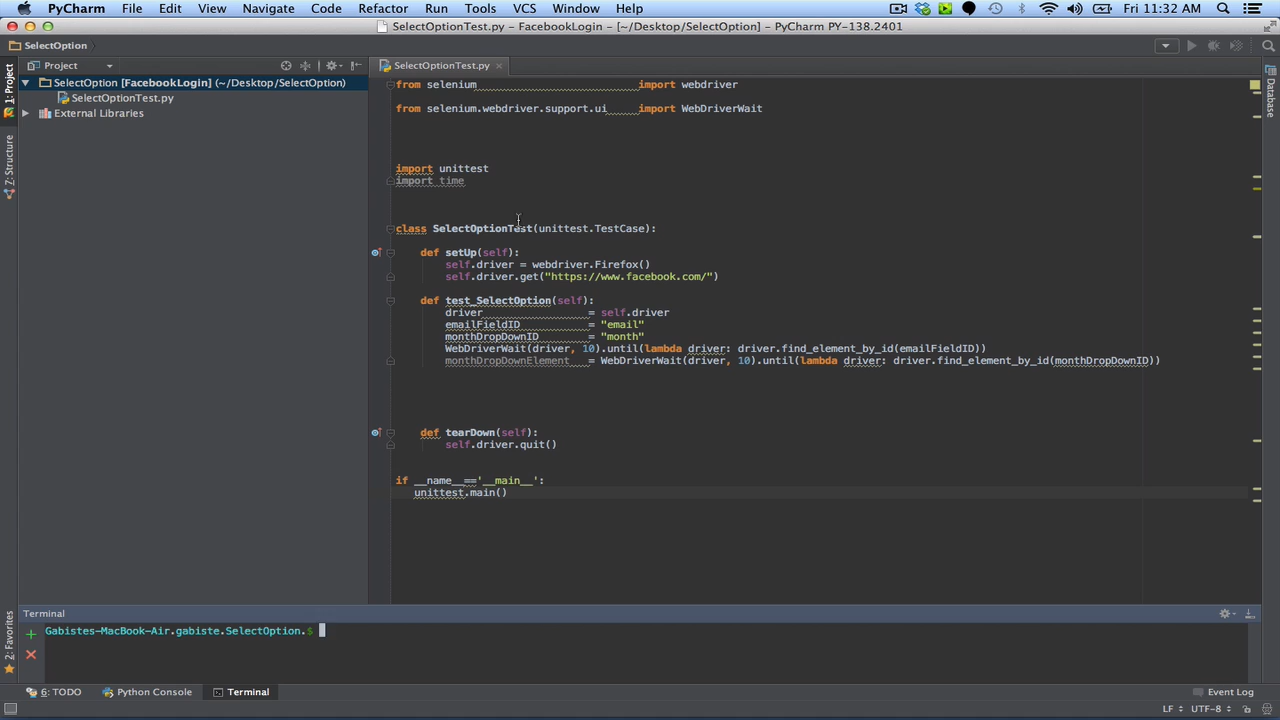 PyCharm File Edit View Navigate Code Refactor Run Tools VCS Window Help Fri 11:32 AM
SelectOptionTest.py – FacebookLogin – [~/Desktop/SelectOption] – PyCharm PY-138.2401
SelectOption
1: Project
Project
SelectOptionTest.py
SelectOption [FacebookLogin] (~/Desktop/SelectOption)
SelectOptionTest.py
External Libraries
Z: Structure
Database
from selenium import webdriver
from selenium.webdriver.support.ui import WebDriverWait
import unittest
import time
class SelectOptionTest(unittest.TestCase):
def setUp(self):
self.driver = webdriver.Firefox()
self.driver.get("https://www.facebook.com/")
def test_SelectOption(self):
driver = self.driver
emailFieldID = "email"
monthDropDownID = "month"
WebDriverWait(driver, 10).until(lambda driver: driver.find_element_by_id(emailFieldID))
monthDropDownElement = WebDriverWait(driver, 10).until(lambda driver: driver.find_element_by_id(monthDropDownID))
def tearDown(self):
self.driver.quit()
if __name__=='__main__':
unittest.main()
2: Favorites
Terminal
Gabistes-MacBook-Air.gabiste.SelectOption.$
6: TODO Python Console Terminal Event Log
LF UTF-8